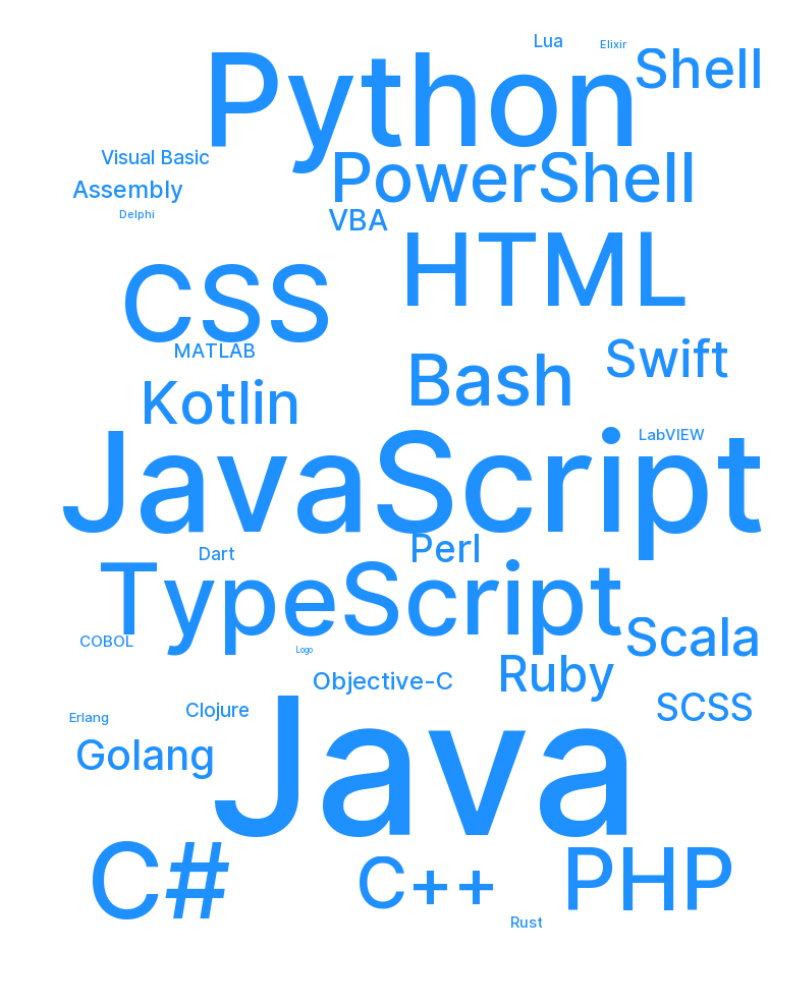 Lua
Elixir
Python
Shell
Visual Basic
PowerShell
Assembly
Delphi
VBA
HTML
CSS
MATLAB
Swift
Bash
Kotlin
LabVIEW
JavaScript
Perl
Dart
TypeScript
COBOL
Scala
Logo
Ruby
Objective-C
SCSS
Clojure
Erlang
Golang
Java
C#
C++
PHP
Rust